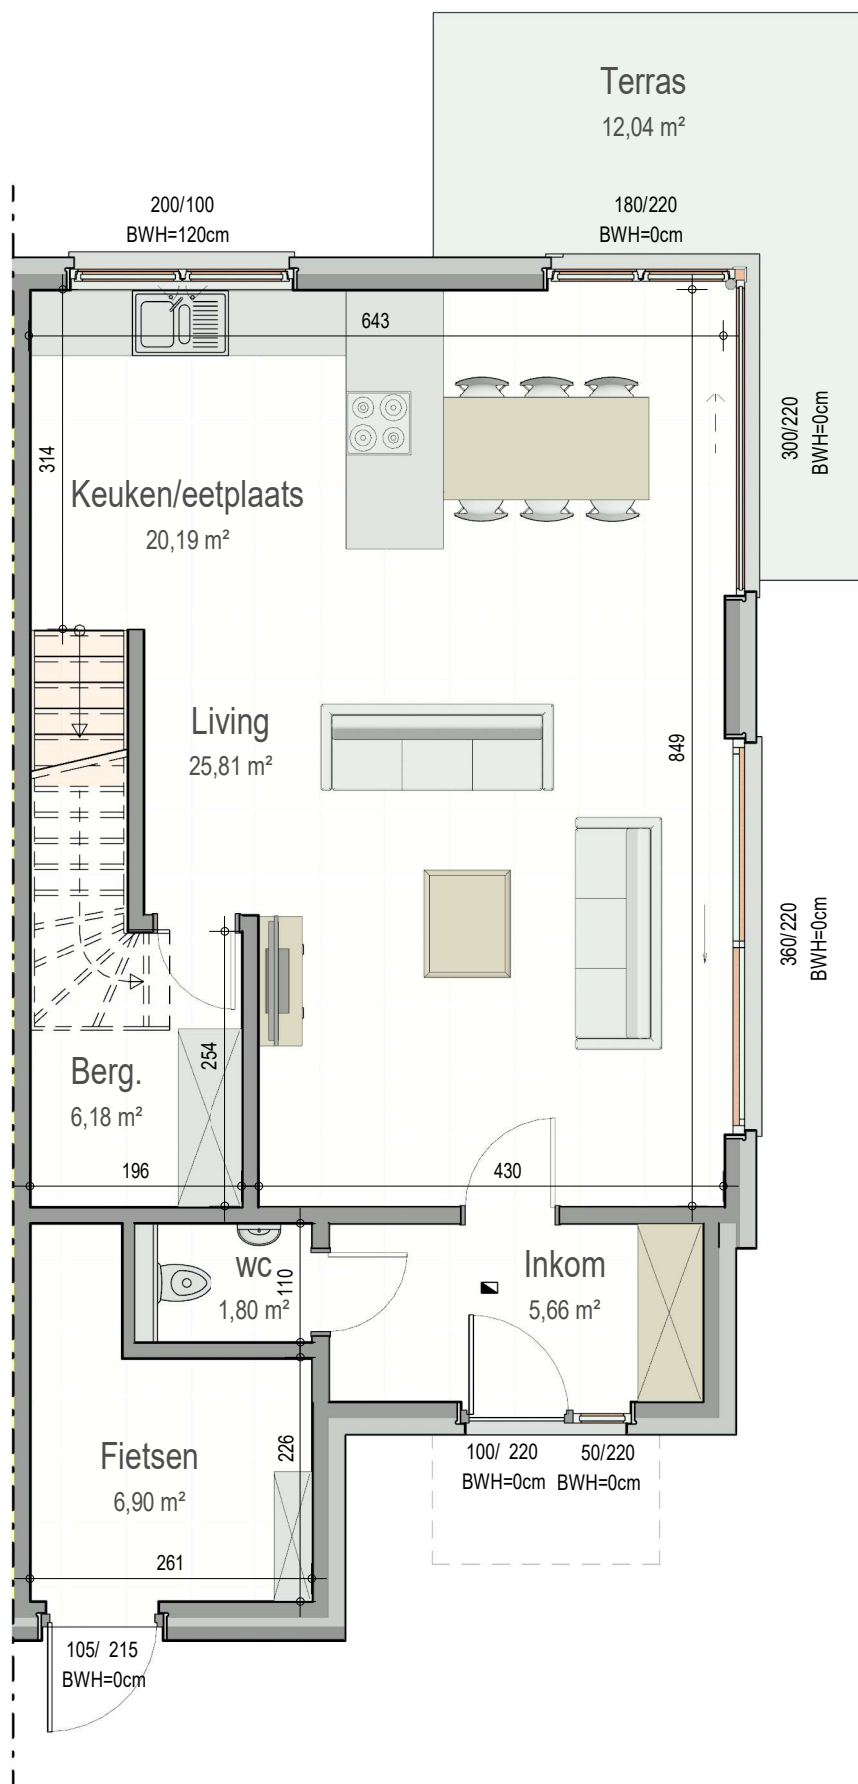 Terras
12,04 m²
200/100
BWH=120cm
180/220
BWH=0cm
643
300/220
BWH=0cm
314
Keuken/eetplaats
20,19 m²
Living
25,81 m²
849
360/220
BWH=0cm
254
Berg.
6,18 m²
196
430
wc
1,80 m²
110
Inkom
5,66 m²
Fietsen
6,90 m²
226
100/ 220
BWH=0cm
50/220
BWH=0cm
261
105/ 215
BWH=0cm